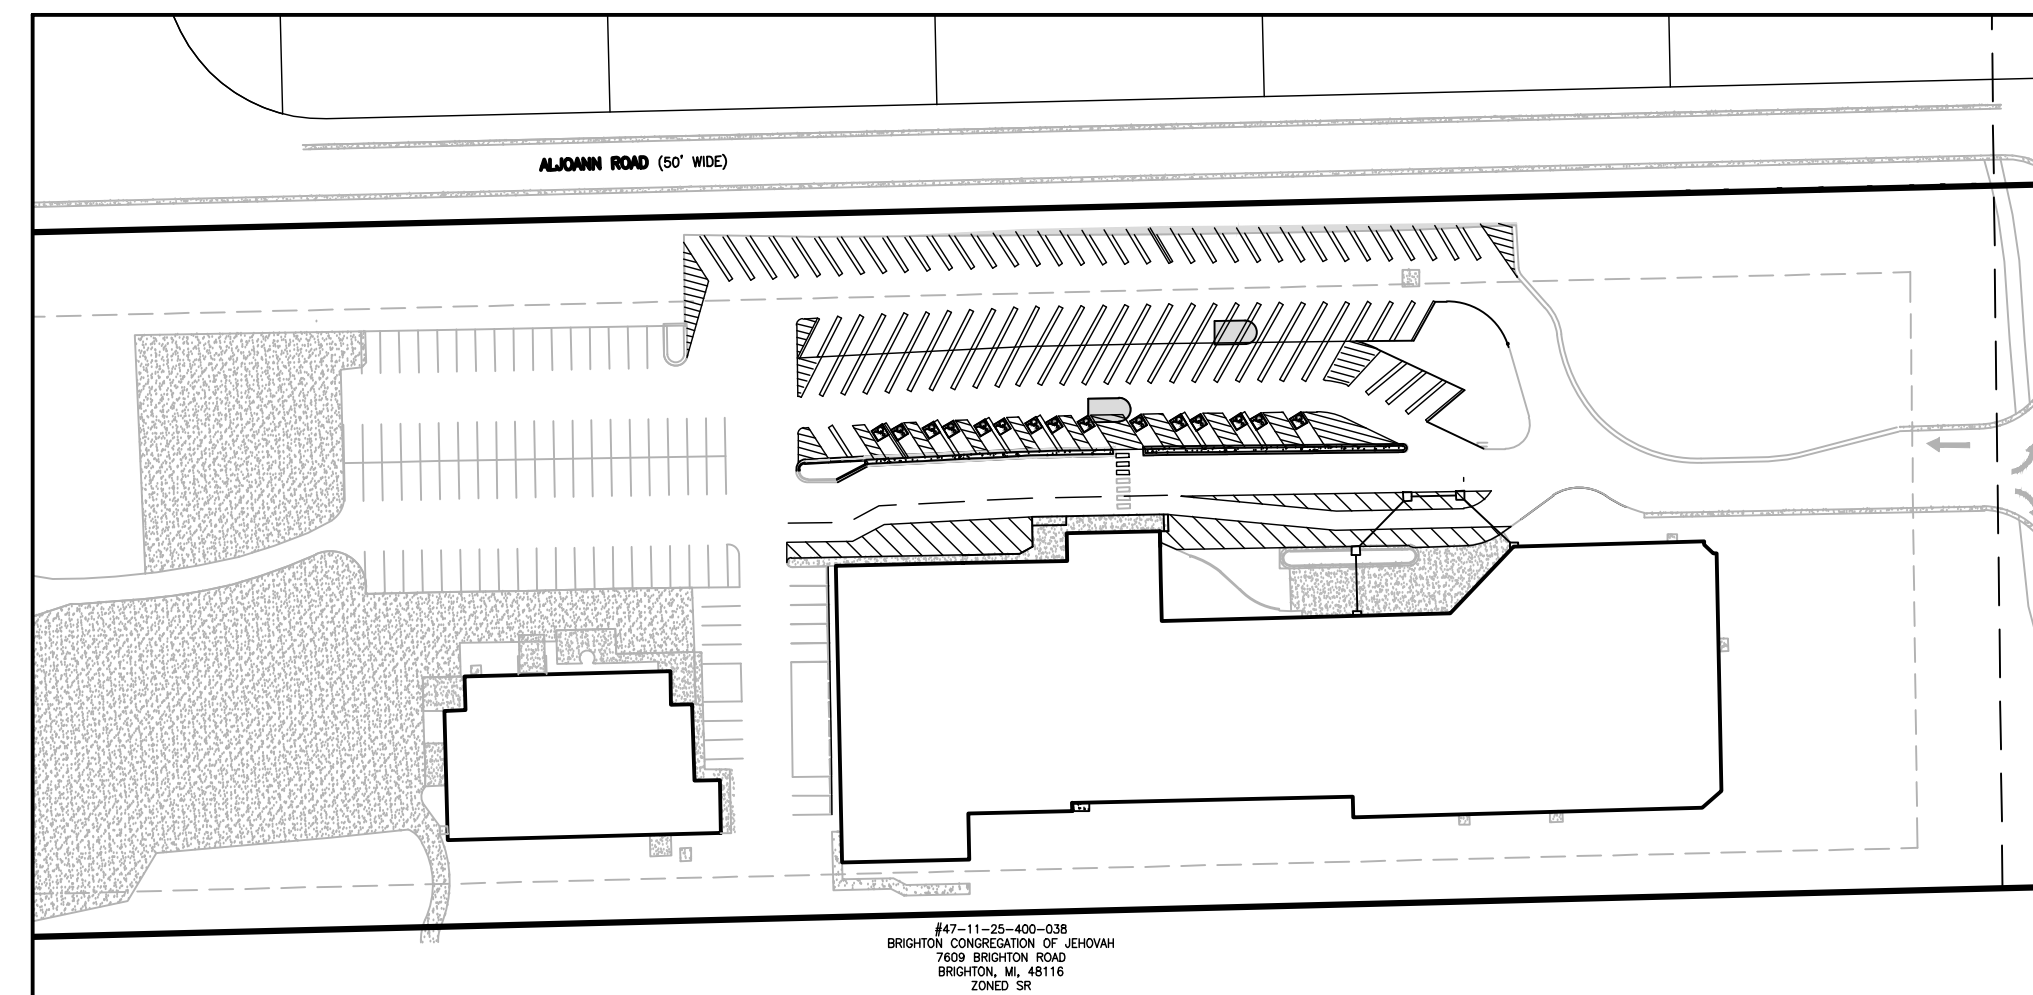 ALJOANN ROAD (50' WIDE)
#47-11-25-400-038
BRIGHTON CONGREGATION OF JEHOVAH
7609 BRIGHTON ROAD
BRIGHTON, MI, 48116
ZONED SR